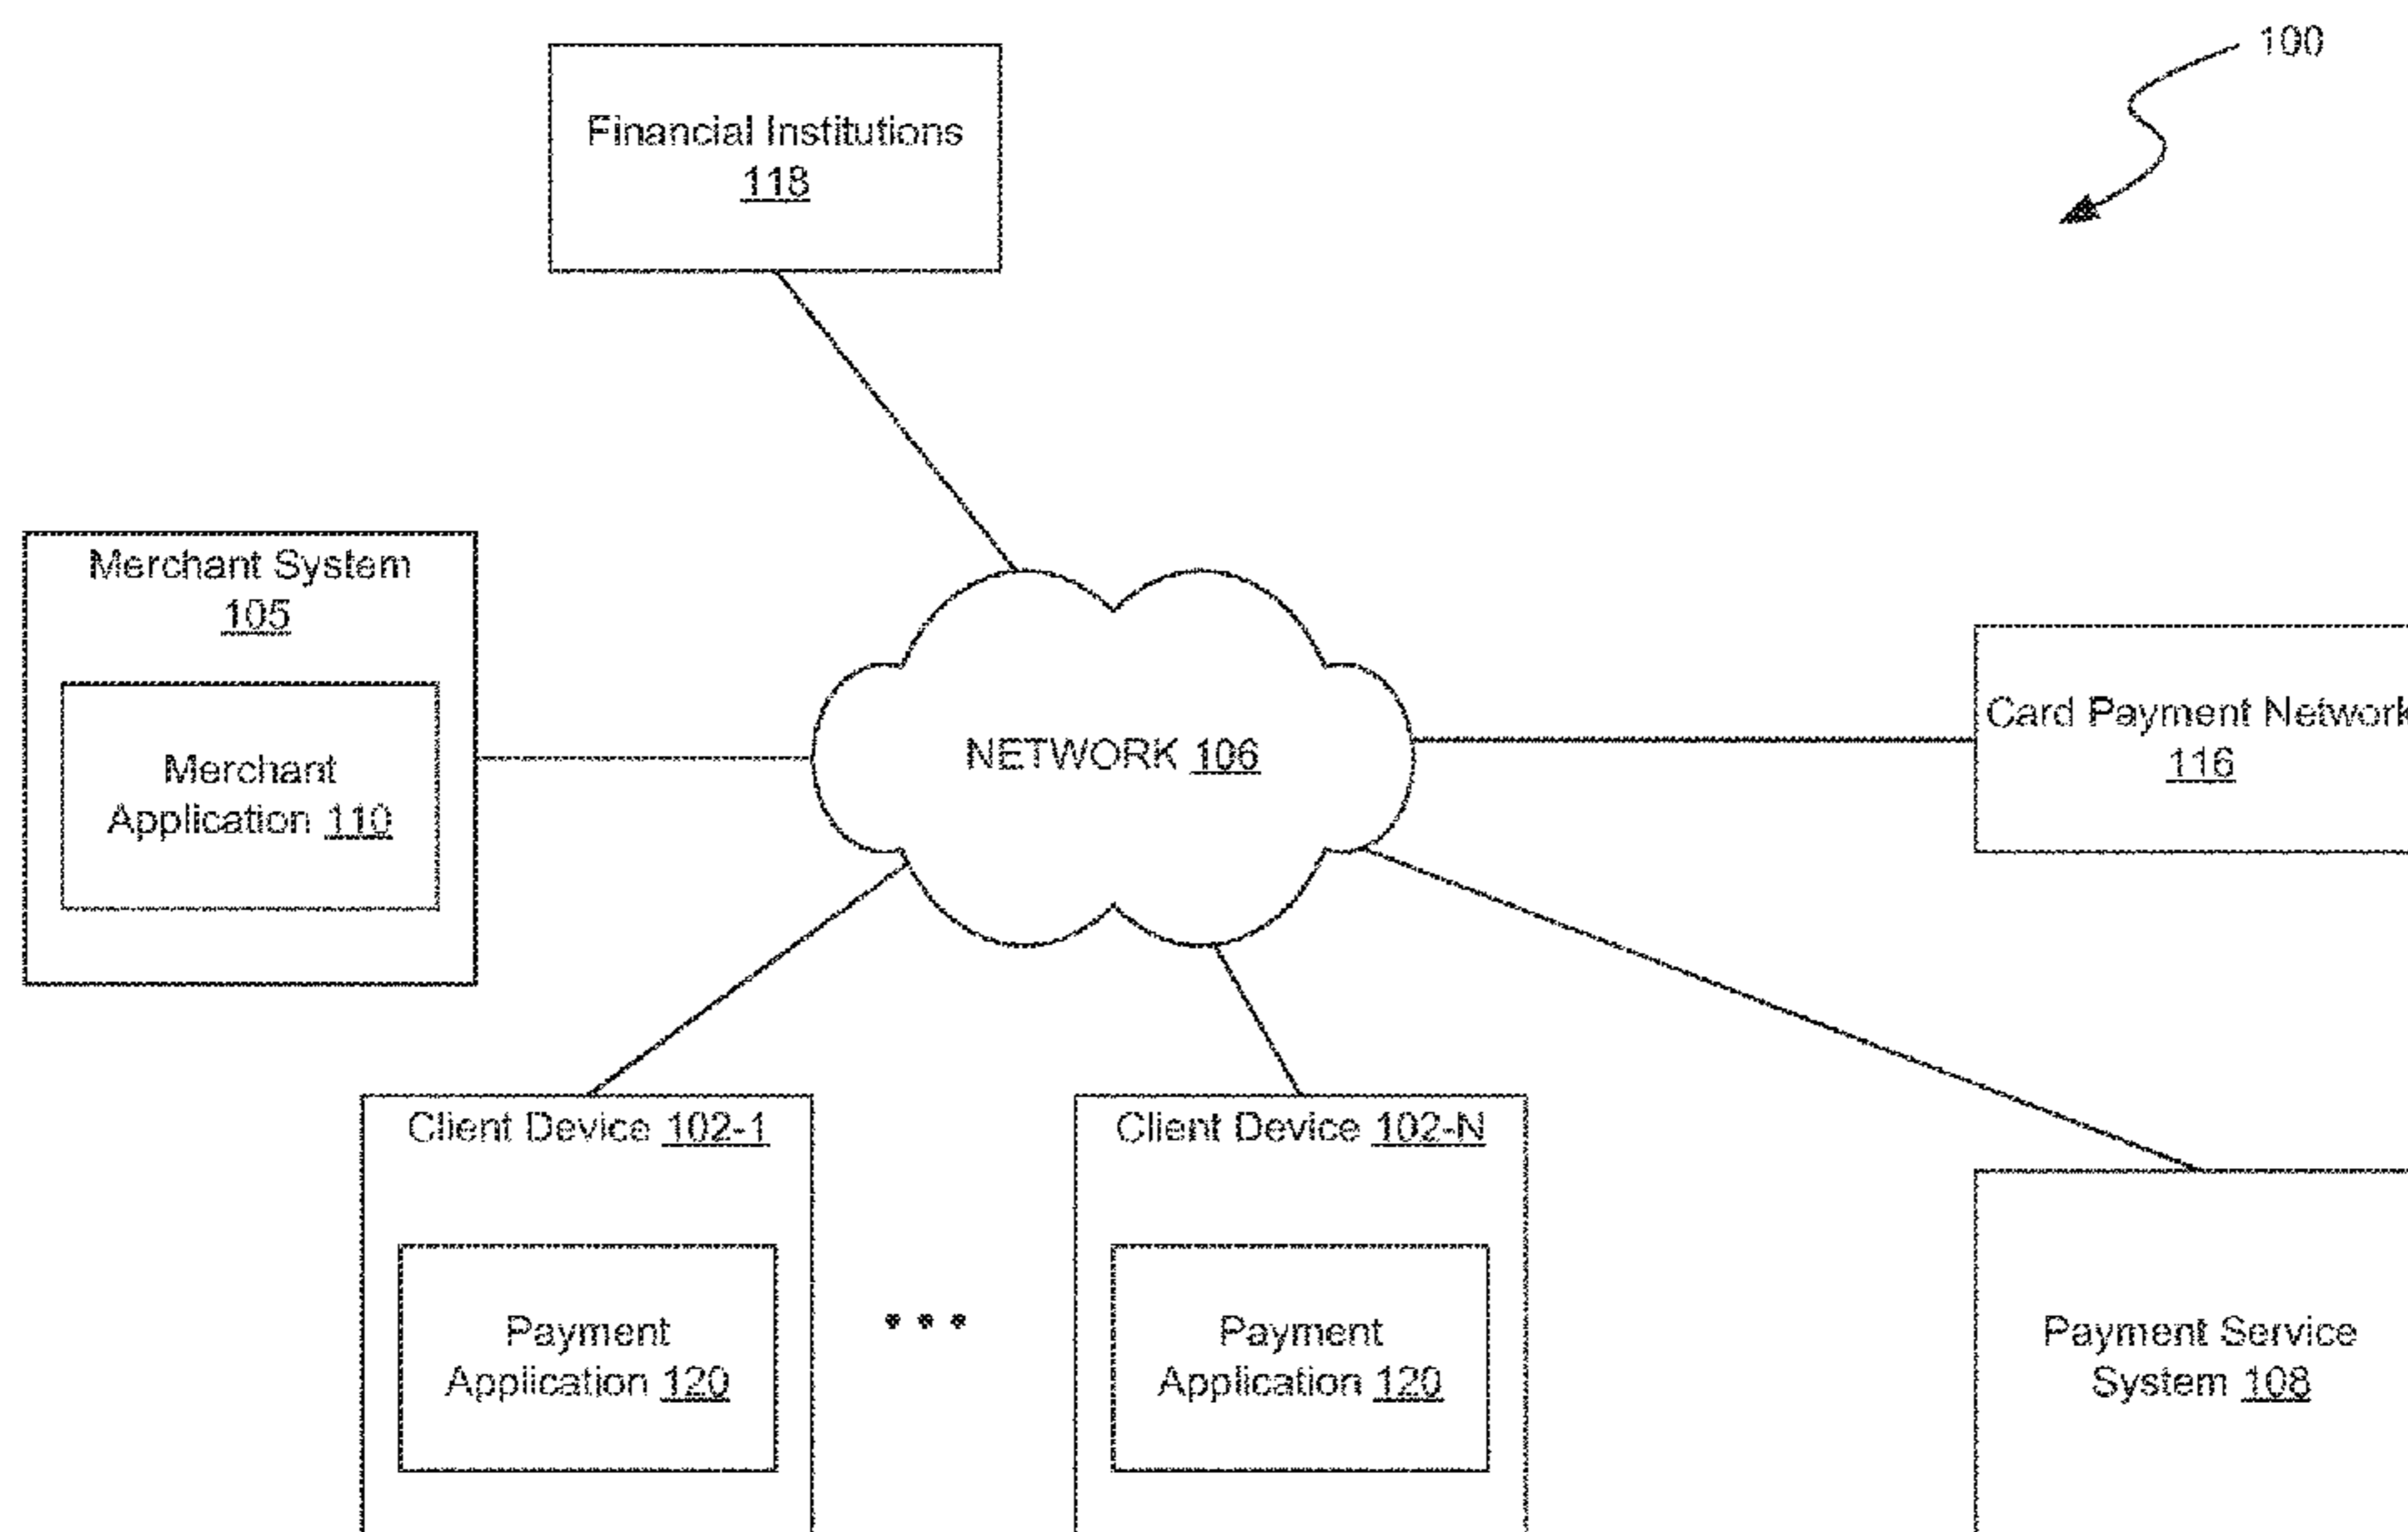 100
Financial Institutions
118
Merchant System
105
Merchant
Application 110
NETWORK 106
Card Payment Network
116
Client Device 102-1
Payment
Application 120
Client Device 102-N
Payment
Application 120
Payment Service
System 108